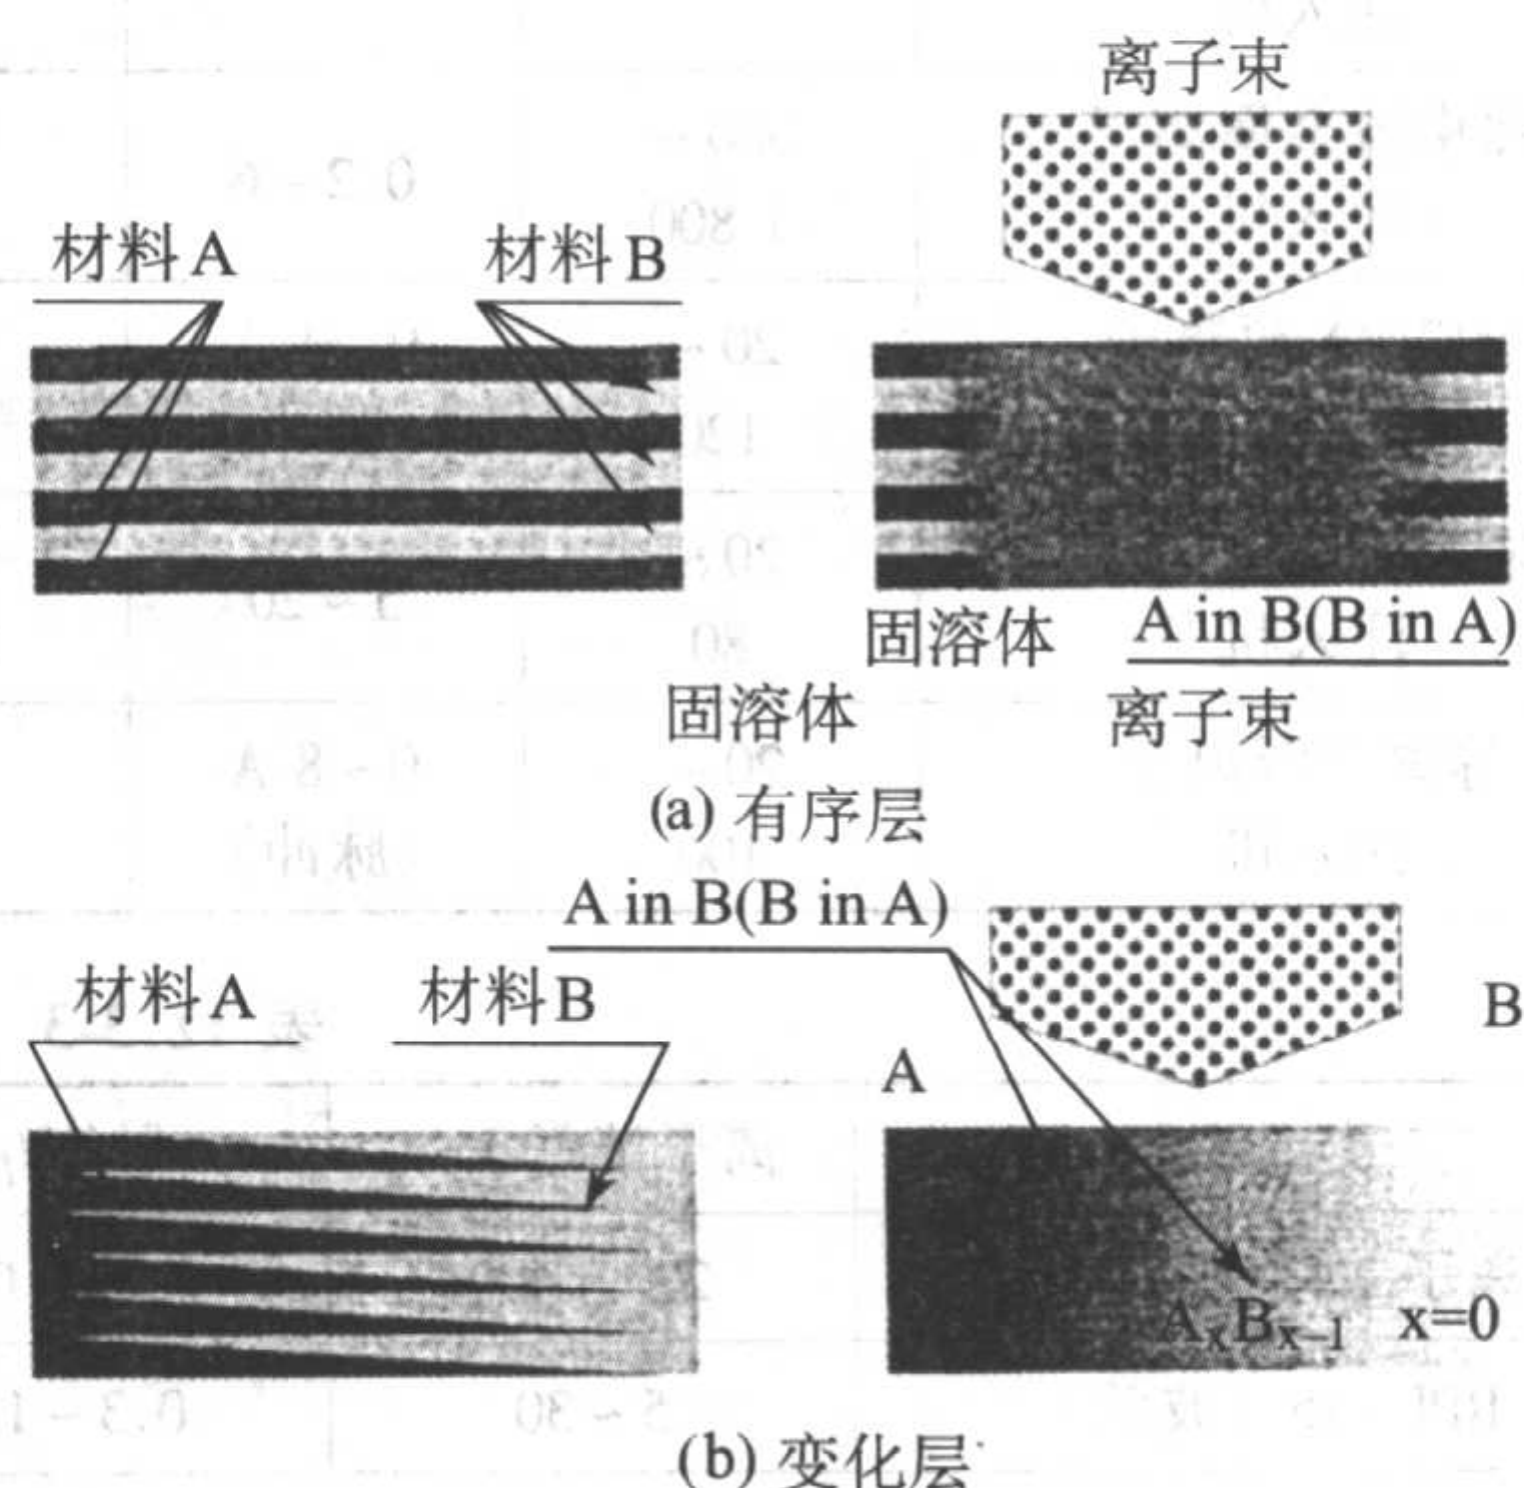 离子束
材料A 材料B
固溶体 A in B(B in A)
固溶体 离子束
(a) 有序层
A in B(B in A)
材料A 材料B B
A
AₓBₓ₋₁ x=0
(b) 变化层